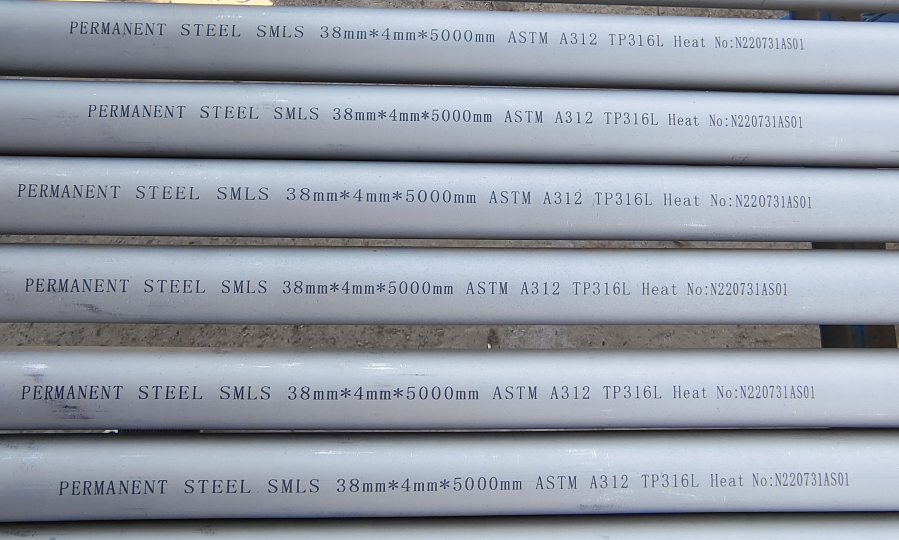 PERMANENT STEEL SMLS 38mm*4mm*5000mm ASTM A312 TP316L Heat No:N220731AS01
PERMANENT STEEL SMLS 38mm*4mm*5000mm ASTM A312 TP316L Heat No:N220731AS01
PERMANENT STEEL SMLS 38mm*4mm*5000mm ASTM A312 TP316L Heat No:N220731AS01
PERMANENT STEEL SMLS 38mm*4mm*5000mm ASTM A312 TP316L Heat No:N220731AS01
PERMANENT STEEL SMLS 38mm*4mm*5000mm ASTM A312 TP316L Heat No:N220731AS01
PERMANENT STEEL SMLS 38mm*4mm*5000mm ASTM A312 TP316L Heat No:N220731AS01